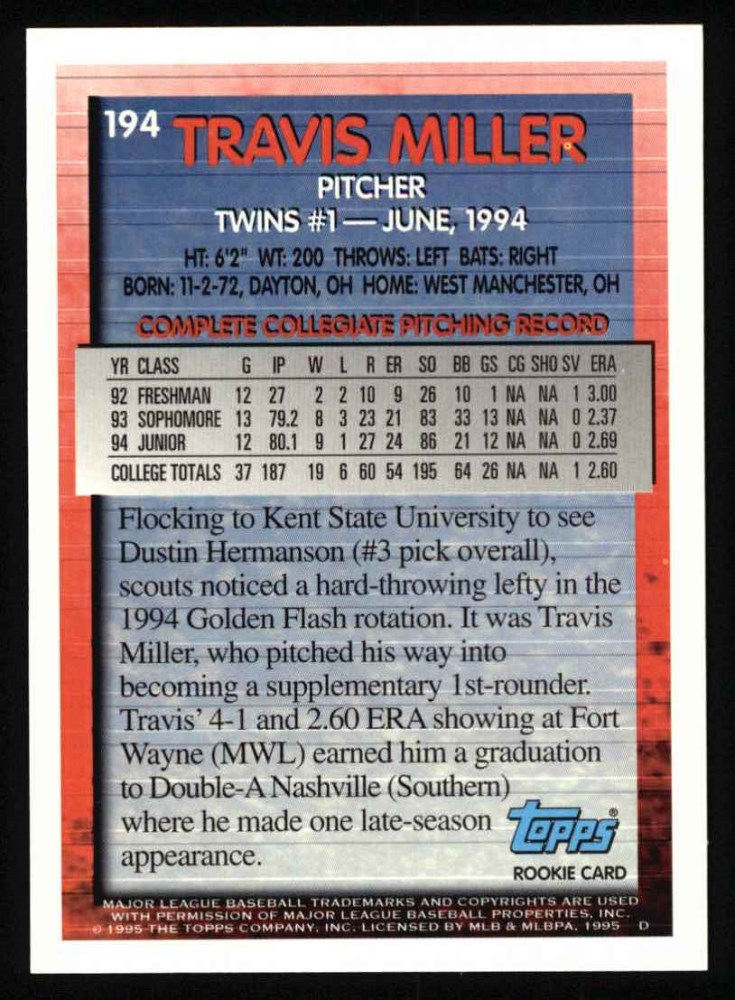 194 TRAVIS MILLER
PITCHER
TWINS #1 — JUNE, 1994
HT: 6'2" WT: 200 THROWS: LEFT BATS: RIGHT
BORN: 11-2-72, DAYTON, OH HOME: WEST MANCHESTER, OH
COMPLETE COLLEGIATE PITCHING RECORD
YR CLASS G IP W L R ER SO BB GS CG SHO SV ERA
92 FRESHMAN 12 27 2 2 10 9 26 10 1 NA NA 1 3.00
93 SOPHOMORE 13 79.2 8 3 23 21 83 33 13 NA NA 0 2.37
94 JUNIOR 12 80.1 9 1 27 24 86 21 12 NA NA 0 2.69
COLLEGE TOTALS 37 187 19 6 60 54 195 64 26 NA NA 1 2.60
Flocking to Kent State University to see
Dustin Hermanson (#3 pick overall),
scouts noticed a hard-throwing lefty in the
1994 Golden Flash rotation. It was Travis
Miller, who pitched his way into
becoming a supplementary 1st-rounder.
Travis' 4-1 and 2.60 ERA showing at Fort
Wayne (MWL) earned him a graduation
to Double-A Nashville (Southern)
where he made one late-season
appearance.
Topps®
ROOKIE CARD
MAJOR LEAGUE BASEBALL TRADEMARKS AND COPYRIGHTS ARE USED
WITH PERMISSION OF MAJOR LEAGUE BASEBALL PROPERTIES, INC.
© 1995 THE TOPPS COMPANY, INC. LICENSED BY MLB & MLBPA, 1995 D